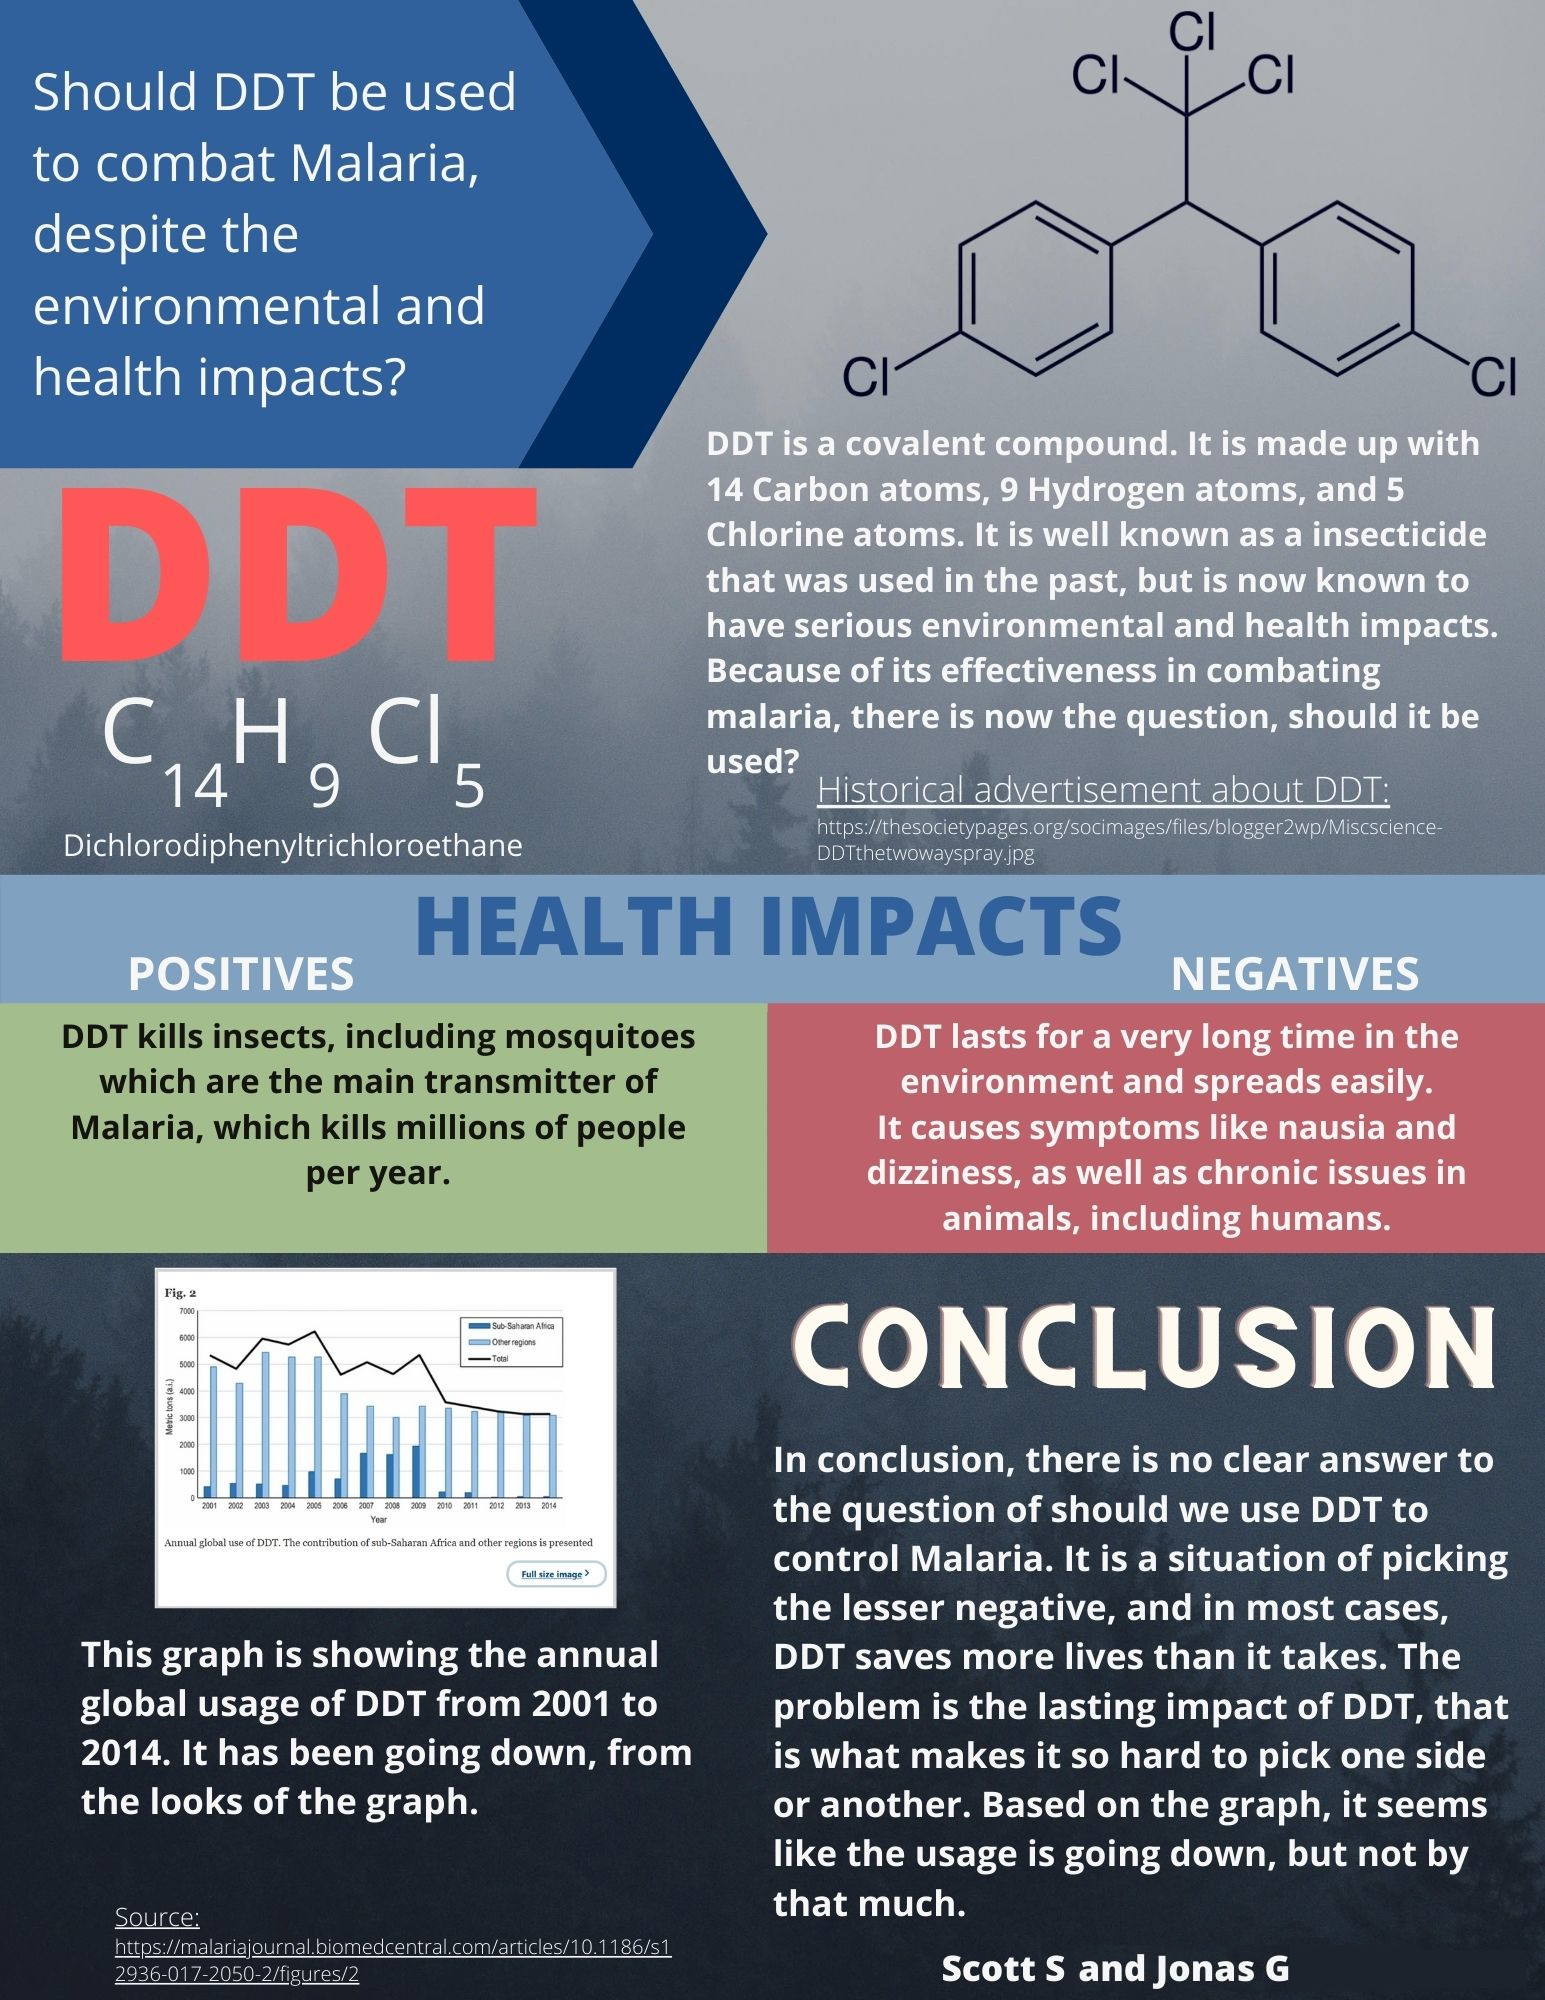 Should DDT be used
to combat Malaria,
despite the
environmental and
health impacts?
Cl
Cl
Cl
Cl
Cl
DDT is a covalent compound. It is made up with
14 Carbon atoms, 9 Hydrogen atoms, and 5
Chlorine atoms. It is well known as a insecticide
that was used in the past, but is now known to
have serious environmental and health impacts.
Because of its effectiveness in combating
malaria, there is now the question, should it be
used?
DDT
C14H9Cl5
Dichlorodiphenyltrichloroethane
Historical advertisement about DDT:
https://thesocietypages.org/socimages/files/blogger2wp/Miscscience-
DDTthetwowayspray.jpg
HEALTH IMPACTS
POSITIVES
NEGATIVES
DDT kills insects, including mosquitoes
which are the main transmitter of
Malaria, which kills millions of people
per year.
DDT lasts for a very long time in the
environment and spreads easily.
It causes symptoms like nausia and
dizziness, as well as chronic issues in
animals, including humans.
Fig. 2
7000
6000
5000
4000
3000
2000
1000
0
Metric tons (a.i.)
Sub-Saharan Africa
Other regions
Total
2001 2002 2003 2004 2005 2006 2007 2008 2009 2010 2011 2012 2013 2014
Year
Annual global use of DDT. The contribution of sub-Saharan Africa and other regions is presented
Full size image >
This graph is showing the annual
global usage of DDT from 2001 to
2014. It has been going down, from
the looks of the graph.
Source:
https://malariajournal.biomedcentral.com/articles/10.1186/s1
2936-017-2050-2/figures/2
CONCLUSION
In conclusion, there is no clear answer to
the question of should we use DDT to
control Malaria. It is a situation of picking
the lesser negative, and in most cases,
DDT saves more lives than it takes. The
problem is the lasting impact of DDT, that
is what makes it so hard to pick one side
or another. Based on the graph, it seems
like the usage is going down, but not by
that much.
Scott S and Jonas G